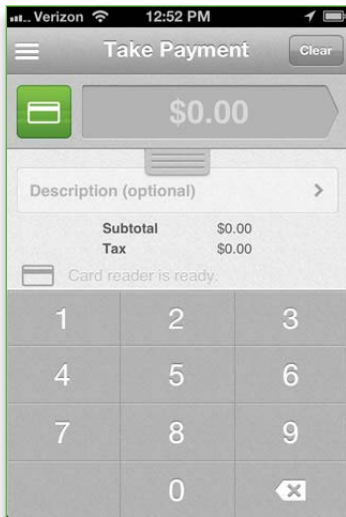 Verizon 12:52 PM
Take Payment Clear
$0.00
Description (optional)
Subtotal $0.00
Tax $0.00
Card reader is ready.
1 2 3
4 5 6
7 8 9
0